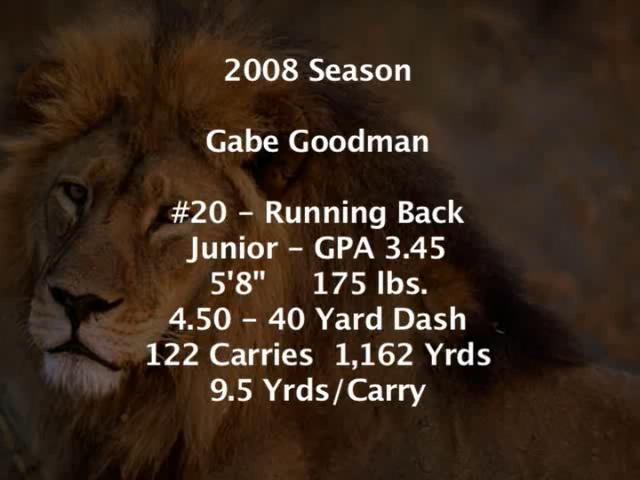 2008 Season
Gabe Goodman
#20 - Running Back
Junior - GPA 3.45
5'8" 175 lbs.
4.50 - 40 Yard Dash
122 Carries 1,162 Yrds
9.5 Yrds/Carry